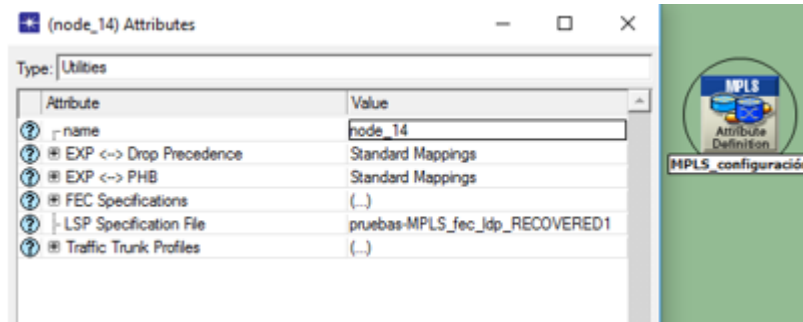 (node_14) Attributes
Type: Utilities
Attribute Value
name node_14
EXP <--> Drop Precedence Standard Mappings
EXP <--> PHB Standard Mappings
FEC Specifications (...)
LSP Specification File pruebas-MPLS_fec_ldp_RECOVERED1
Traffic Trunk Profiles (...)
MPLS
Attribute
Definition
MPLS_configuració